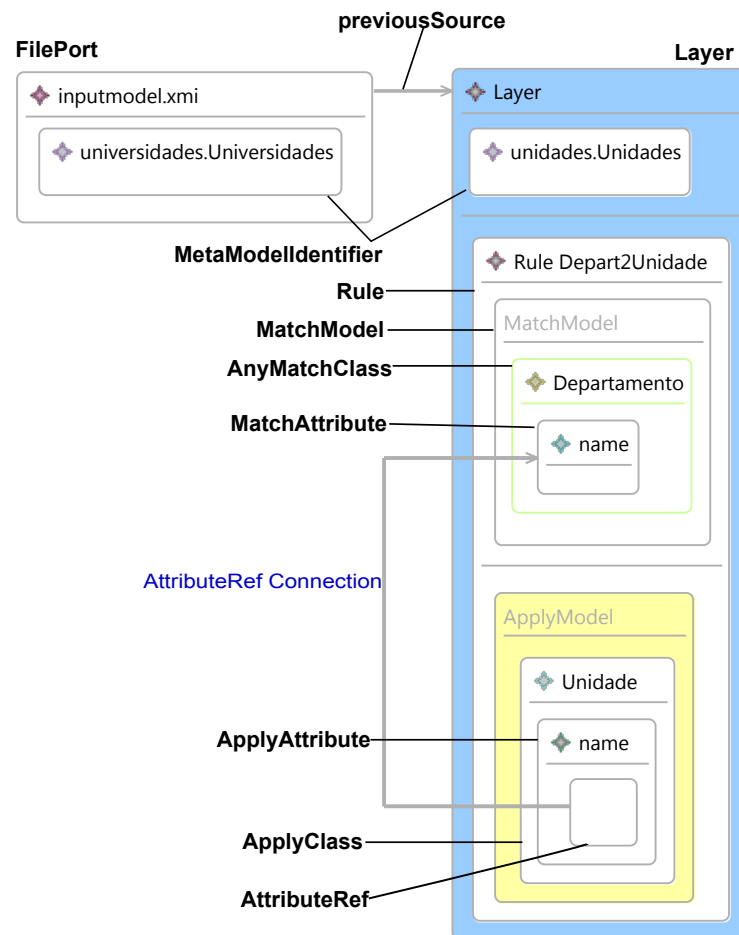 previousSource
FilePort
Layer
inputmodel.xmi
Layer
universidades.Universidades
unidades.Unidades
MetaModelIdentifier
Rule Depart2Unidade
Rule
MatchModel
MatchModel
AnyMatchClass
Departamento
MatchAttribute
name
AttributeRef Connection
ApplyModel
Unidade
ApplyAttribute
name
ApplyClass
AttributeRef